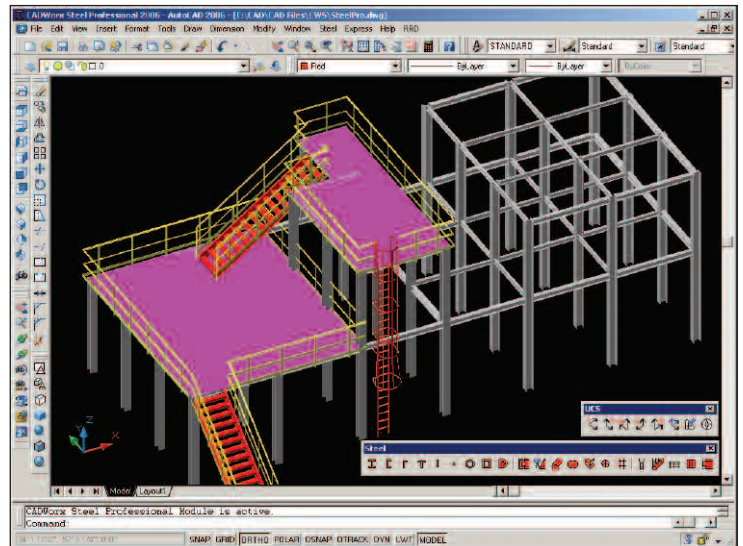 CADWorx Steel Professional 2006 - AutoCAD 2006 - [E:\CAD\CAD Files\CWS\SteelPro.dwg]
File Edit View Insert Format Tools Draw Dimension Modify Window Steel Express Help
STANDARD Standard Standard
0 Red ByLayer ByLayer ByColor
Z
Y
X
UCS
Steel
Model Layout1
CADWorx Steel Professional Module is active.
Command:
SNAP GRID ORTHO POLAR OSNAP OTRACK DYN LWT MODEL